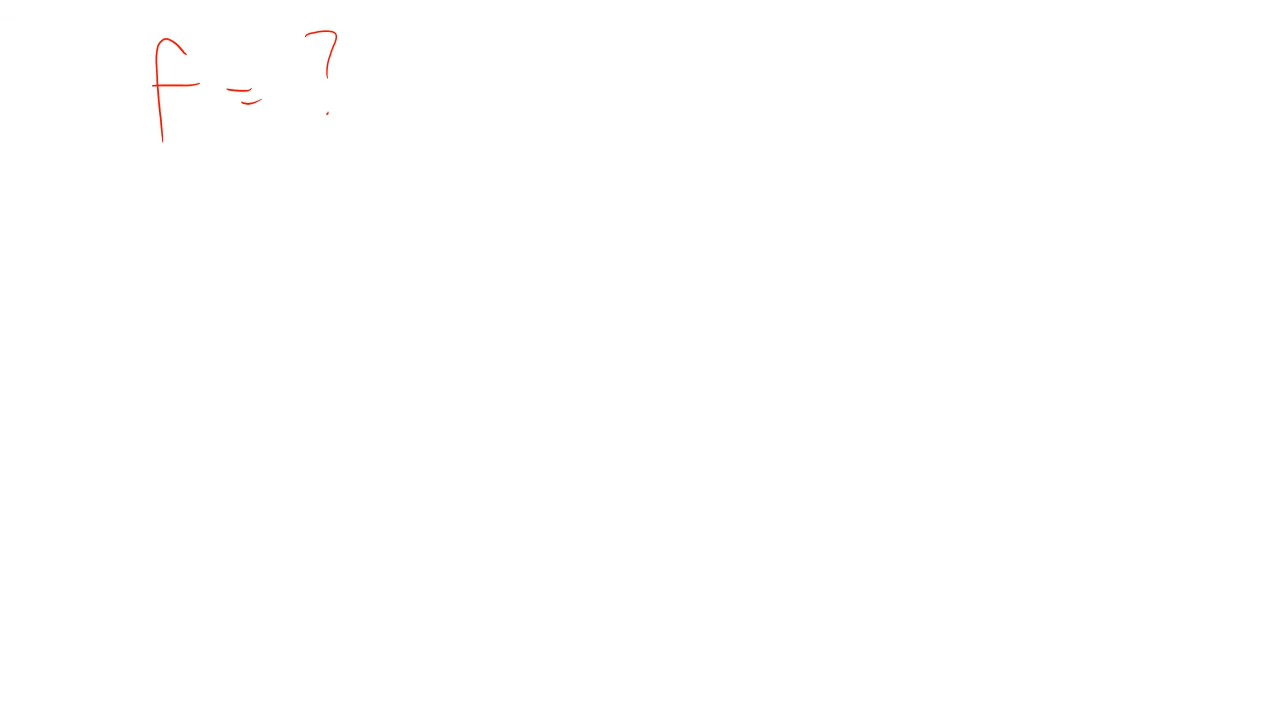 f = ?